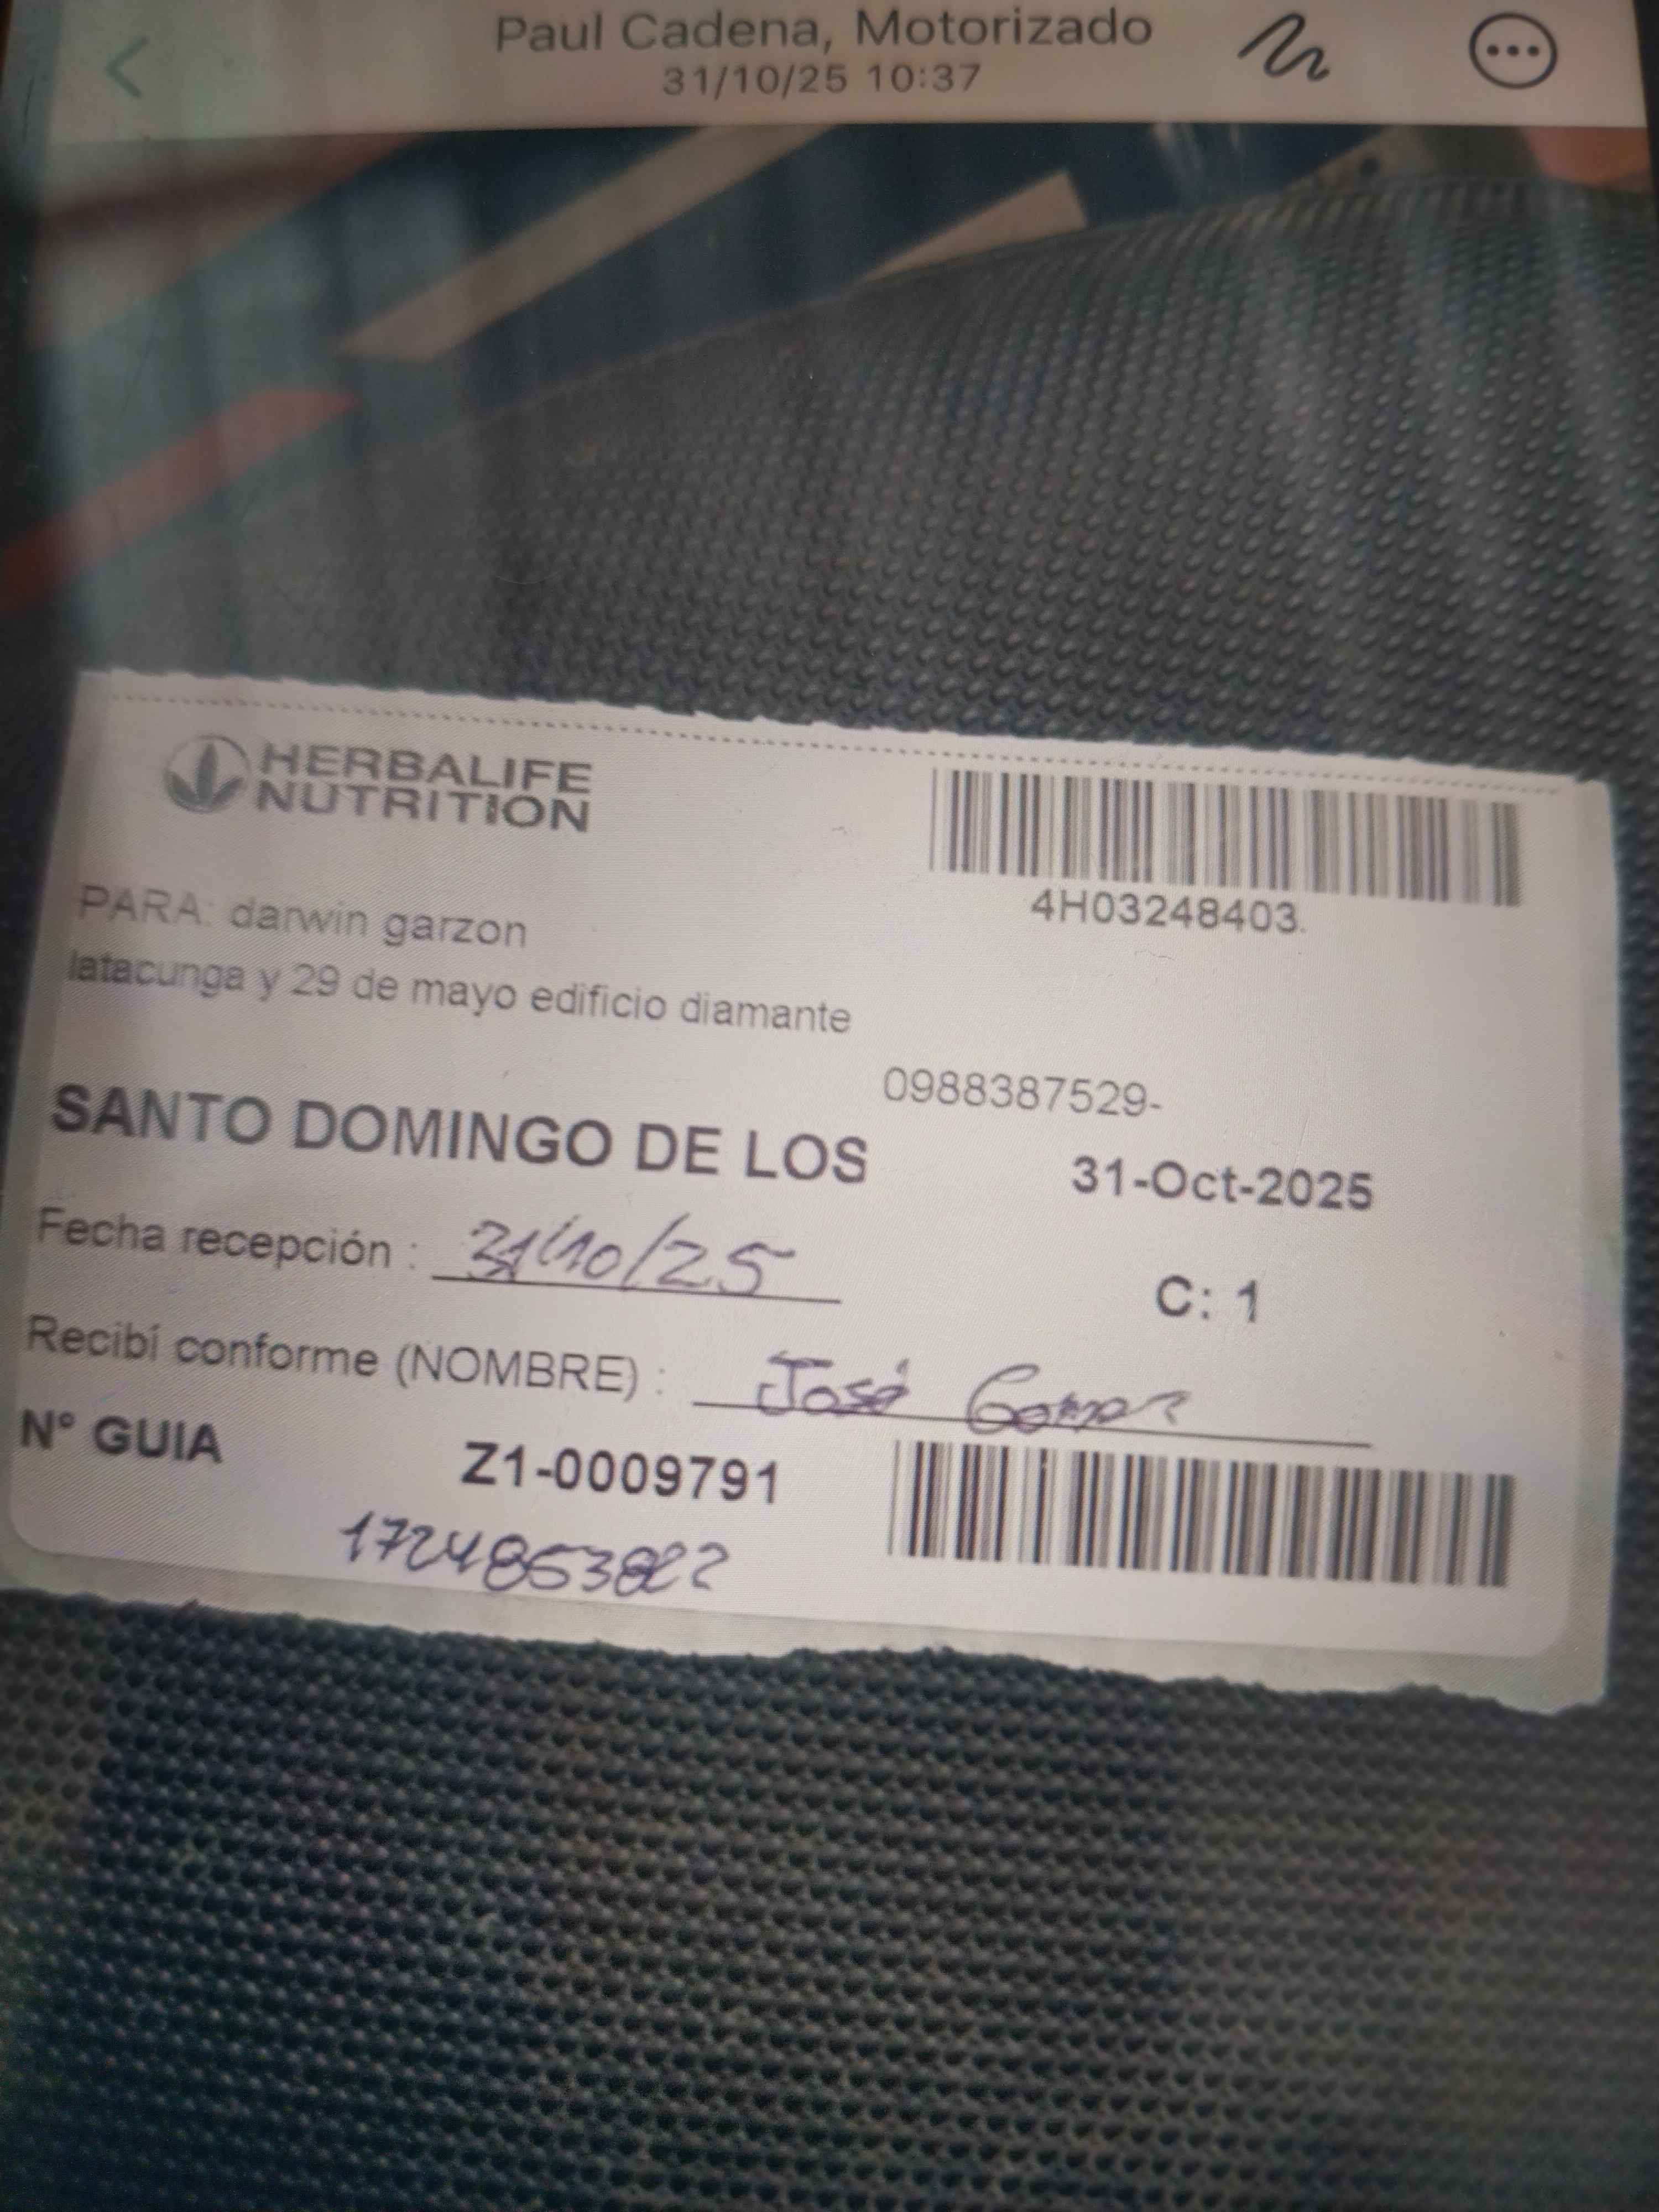 Paul Cadena, Motorizado
31/10/25 10:37
HERBALIFE
NUTRITION
4H03248403.
PARA: darwin garzon
latacunga y 29 de mayo edificio diamante
0988387529-
SANTO DOMINGO DE LOS
31-Oct-2025
Fecha recepción : 31/10/25
C: 1
Recibí conforme (NOMBRE) : José
Nº GUIA
Z1-0009791